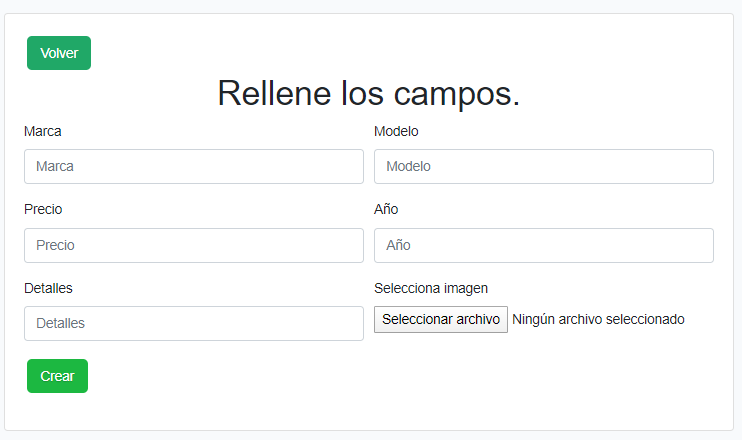 Volver
Rellene los campos.
Marca Modelo
Marca Modelo
Precio Año
Precio Año
Detalles Selecciona imagen
Detalles Seleccionar archivo Ningún archivo seleccionado
Crear